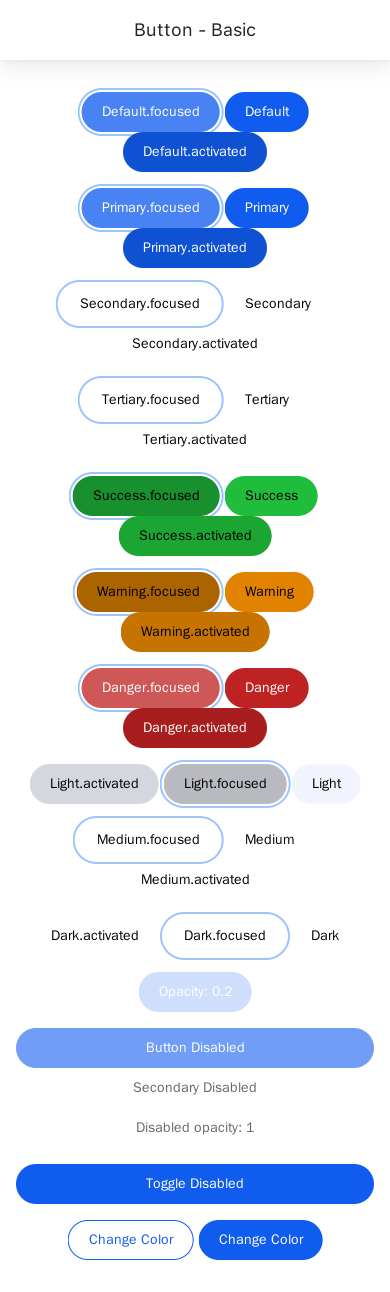 Button - Basic
Default.focused Default
Default.activated
Primary.focused Primary
Primary.activated
Secondary.focused Secondary
Secondary.activated
Tertiary.focused Tertiary
Tertiary.activated
Success.focused Success
Success.activated
Warning.focused Warning
Warning.activated
Danger.focused Danger
Danger.activated
Light.activated Light.focused Light
Medium.focused Medium
Medium.activated
Dark.activated Dark.focused Dark
Opacity: 0.2
Button Disabled
Secondary Disabled
Disabled opacity: 1
Toggle Disabled
Change Color Change Color